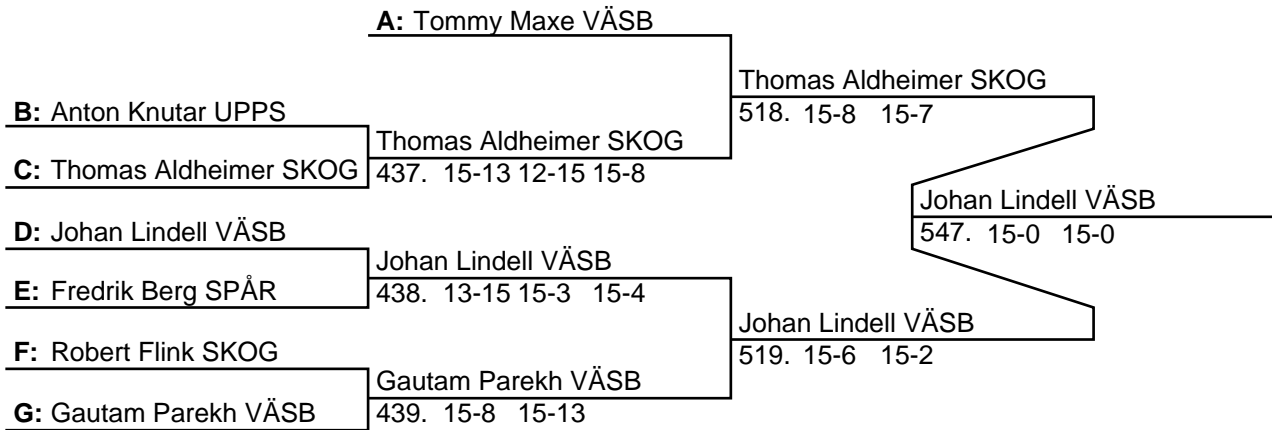 A: Tommy Maxe VÄSB
Thomas Aldheimer SKOG
518. 15-8 15-7
B: Anton Knutar UPPS
Thomas Aldheimer SKOG
437. 15-13 12-15 15-8
C: Thomas Aldheimer SKOG
Johan Lindell VÄSB
547. 15-0 15-0
D: Johan Lindell VÄSB
Johan Lindell VÄSB
438. 13-15 15-3 15-4
E: Fredrik Berg SPÅR
Johan Lindell VÄSB
519. 15-6 15-2
F: Robert Flink SKOG
Gautam Parekh VÄSB
439. 15-8 15-13
G: Gautam Parekh VÄSB